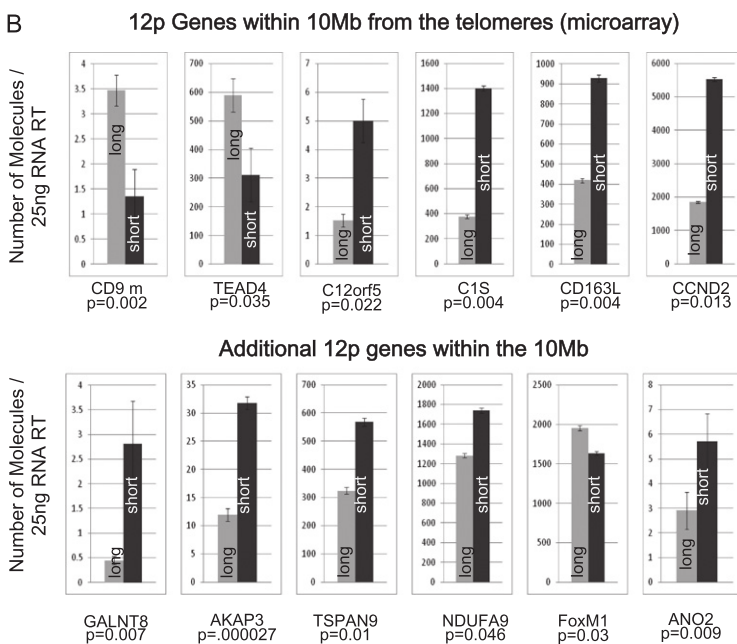 B
12p Genes within 10Mb from the telomeres (microarray)
Number of Molecules /
25ng RNA RT
4
3.5
3
2.5
2
1.5
1
0.5
0
long
short
CD9 m
p=0.002
700
600
500
400
300
200
100
0
long
short
TEAD4
p=0.035
7
6
5
4
3
2
1
0
long
short
C12orf5
p=0.022
1600
1400
1200
1000
800
600
400
200
0
long
short
C1S
p=0.004
1000
900
800
700
600
500
400
300
200
100
0
long
short
CD163L
p=0.004
6000
5000
4000
3000
2000
1000
0
long
short
CCND2
p=0.013
Additional 12p genes within the 10Mb
Number of Molecules /
25ng RNA RT
4
3.5
3
2.5
2
1.5
1
0.5
0
long
short
GALNT8
p=0.007
35
30
25
20
15
10
5
0
long
short
AKAP3
p=.000027
700
600
500
400
300
200
100
0
long
short
TSPAN9
p=0.01
2000
1800
1600
1400
1200
1000
800
600
400
200
0
long
short
NDUFA9
p=0.046
2500
2000
1500
1000
500
0
long
short
FoxM1
p=0.03
8
7
6
5
4
3
2
1
0
long
short
ANO2
p=0.009